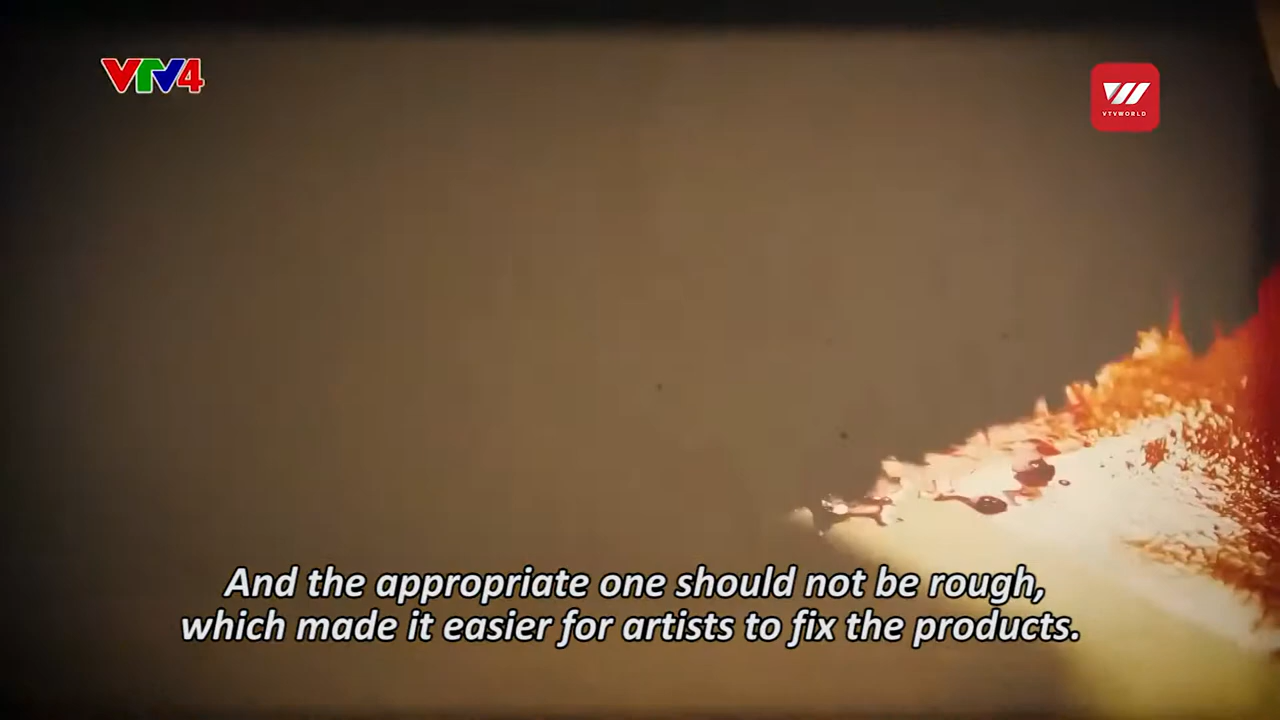 VTV4
VTVWORLD
And the appropriate one should not be rough,
which made it easier for artists to fix the products.